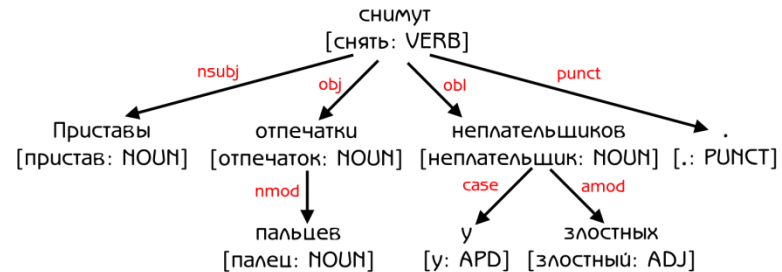 снимут
[снять: VERB]
nsubj obj obl punct
Приставы отпечатки неплательщиков .
[пристав: NOUN] [отпечаток: NOUN] [неплательщик: NOUN] [.: PUNCT]
nmod case amod
пальцев у злостных
[палец: NOUN] [у: APD] [злостный: ADJ]